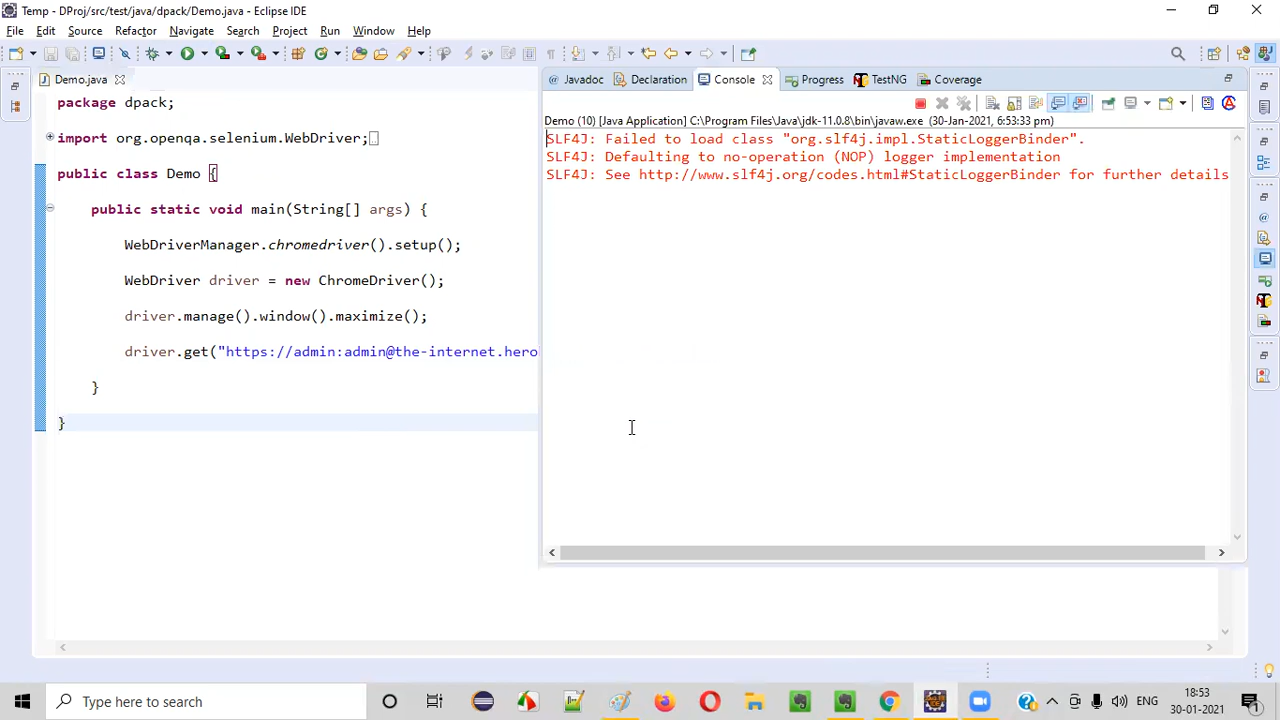 Temp - DProj/src/test/java/dpack/Demo.java - Eclipse IDE
File Edit Source Refactor Navigate Search Project Run Window Help
Demo.java
Javadoc Declaration Console Progress TestNG Coverage
Demo (10) [Java Application] C:\Program Files\Java\jdk-11.0.8\bin\javaw.exe (30-Jan-2021, 6:53:33 pm)
package dpack;
import org.openqa.selenium.WebDriver;
public class Demo {
public static void main(String[] args) {
WebDriverManager.chromedriver().setup();
WebDriver driver = new ChromeDriver();
driver.manage().window().maximize();
driver.get("https://admin:admin@the-internet.hero
}
}
SLF4J: Failed to load class "org.slf4j.impl.StaticLoggerBinder".
SLF4J: Defaulting to no-operation (NOP) logger implementation
SLF4J: See http://www.slf4j.org/codes.html#StaticLoggerBinder for further details
Type here to search
ENG
18:53
30-01-2021